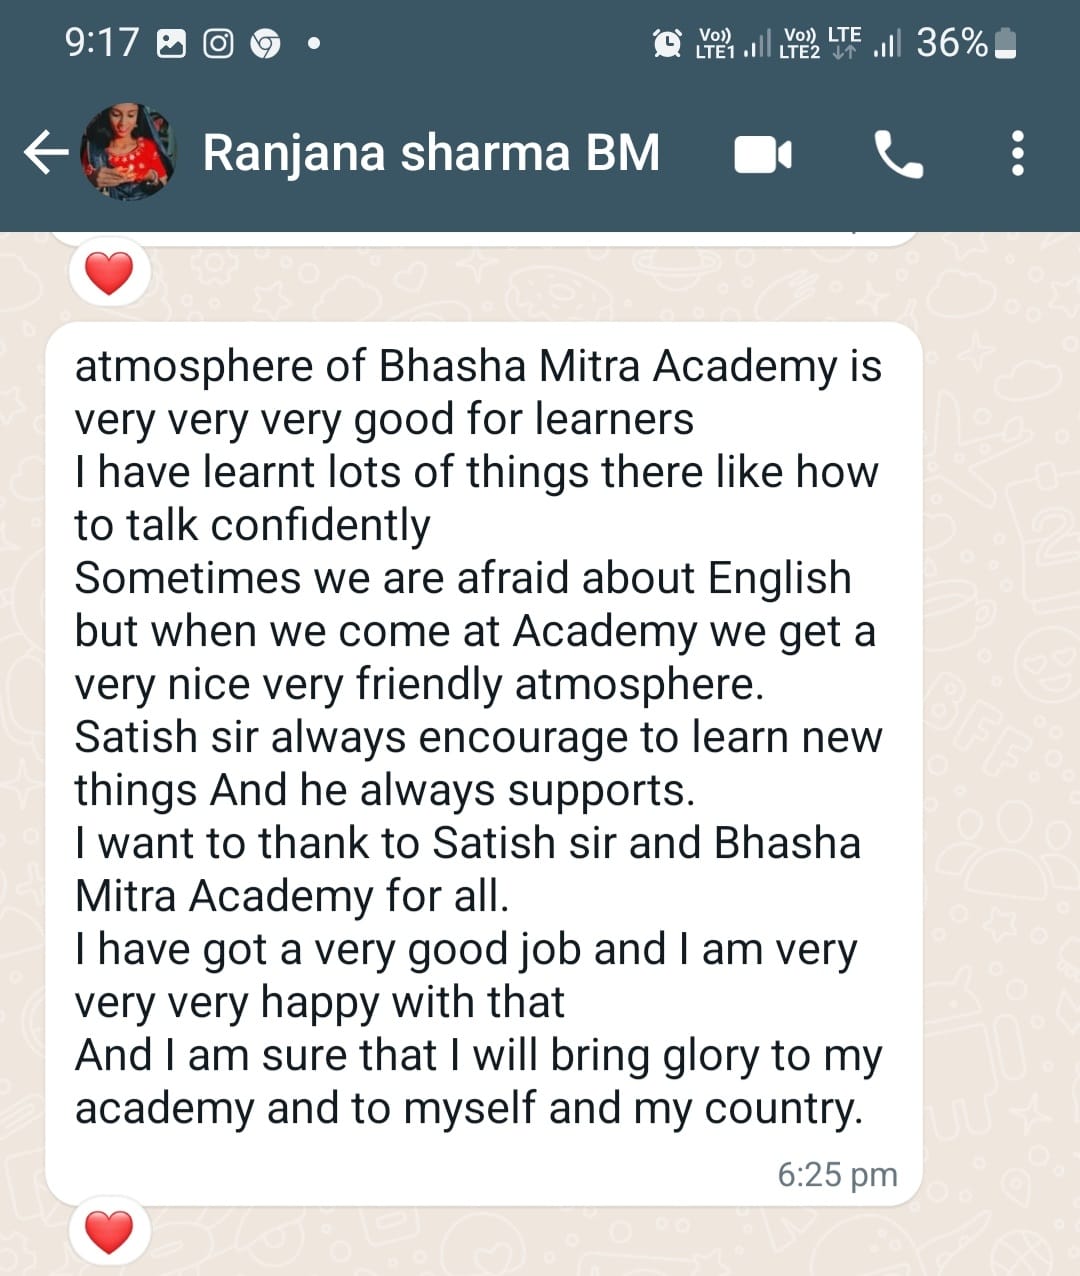 9:17
Vo)) LTE1 Vo)) LTE2 LTE 36%
Ranjana sharma BM
atmosphere of Bhasha Mitra Academy is
very very very good for learners
I have learnt lots of things there like how
to talk confidently
Sometimes we are afraid about English
but when we come at Academy we get a
very nice very friendly atmosphere.
Satish sir always encourage to learn new
things And he always supports.
I want to thank to Satish sir and Bhasha
Mitra Academy for all.
I have got a very good job and I am very
very very happy with that
And I am sure that I will bring glory to my
academy and to myself and my country.
6:25 pm